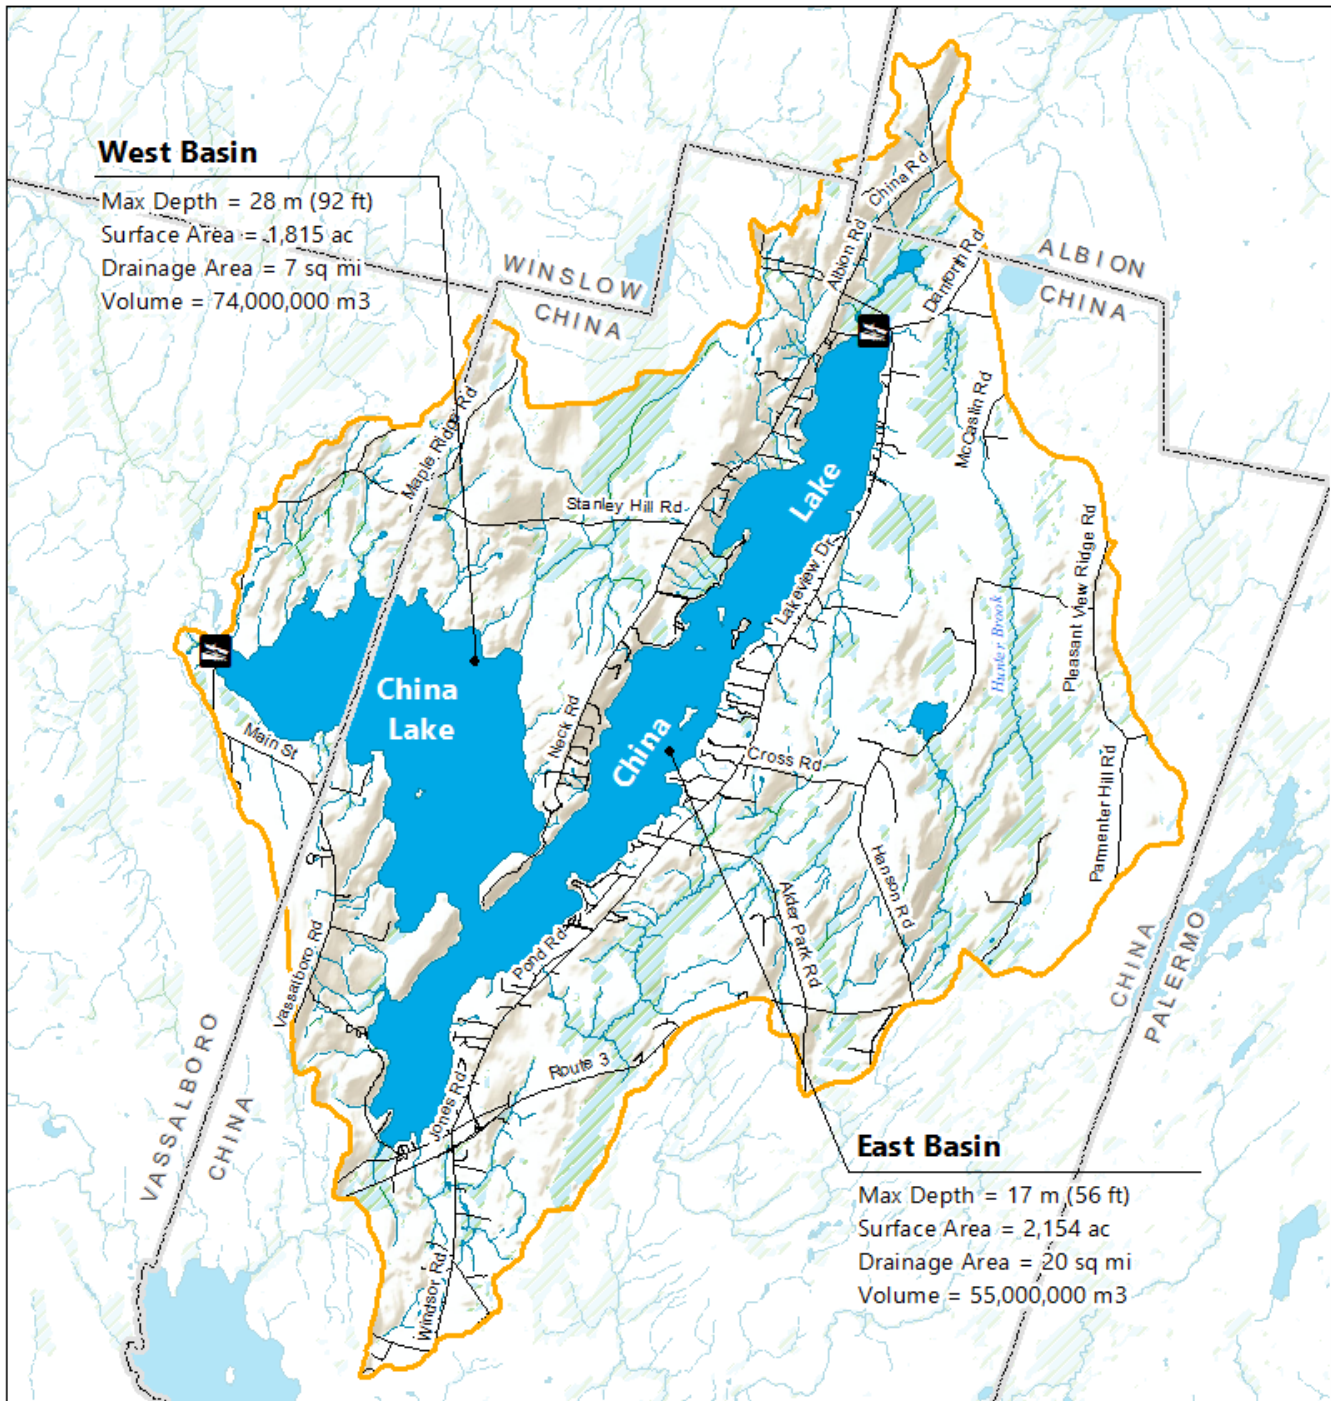 West Basin
Max Depth = 28 m (92 ft)
Surface Area = 1,815 ac
Drainage Area = 7 sq mi
Volume = 74,000,000 m3
WINSLOW
CHINA
ALBION
CHINA
China Rd
Albion Rd
Danforth Rd
McCaslin Rd
Maple Ridge Rd
Stanley Hill Rd
Lake
Lakeview Dr
Pleasant View Ridge Rd
Hunter Brook
China
Lake
Neck Rd
China
Main St
Cross Rd
Parmenter Hill Rd
Hanson Rd
Alder Park Rd
Vassalboro Rd
Pond Rd
CHINA
PALERMO
Route 3
Jones Rd
VASSALBORO
CHINA
Windsor Rd
East Basin
Max Depth = 17 m (56 ft)
Surface Area = 2,154 ac
Drainage Area = 20 sq mi
Volume = 55,000,000 m3